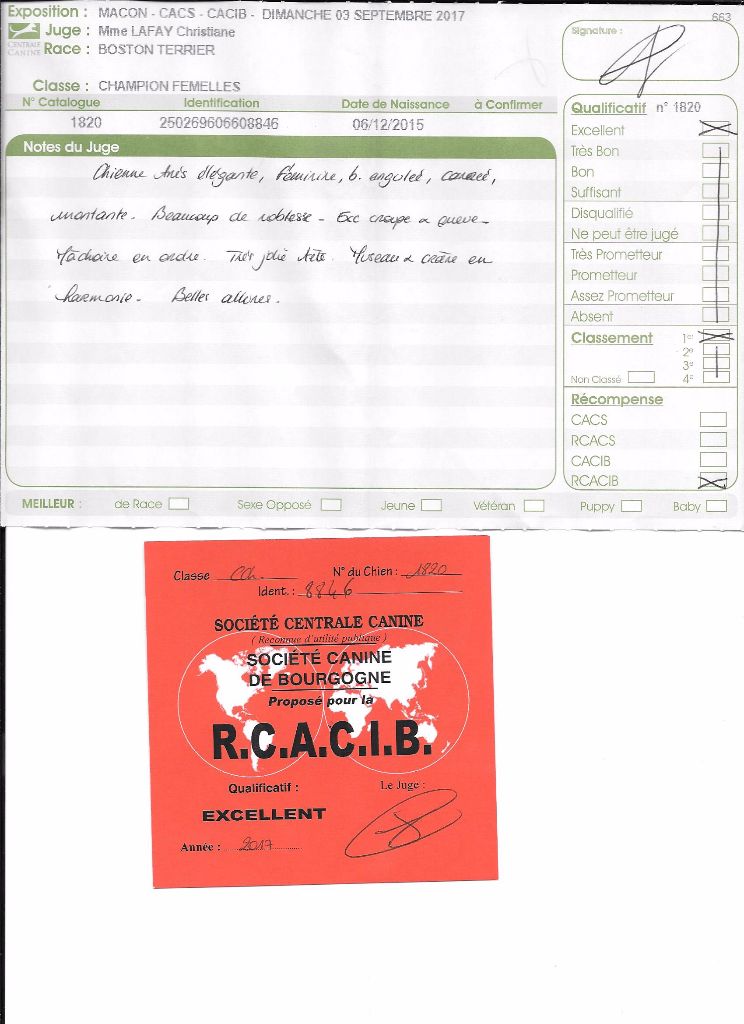 Exposition : MACON - CACS - CACIB - DIMANCHE 03 SEPTEMBRE 2017
663
Juge : Mme LAFAY Christiane
CENTRALE CANINE
Race : BOSTON TERRIER
Signature :
Classe : CHAMPION FEMELLES
N° Catalogue Identification Date de Naissance à Confirmer
1820 250269606608846 06/12/2015
Notes du Juge
Chienne très élégante, féminine, b. angulée,
montante. Beaucoup de noblesse - Exc croupe & queue -
Mâchoire en ordre. Très jolie tête. Museau & crâne en
harmonie - Belles allures.
Qualificatif n° 1820
Excellent
Très Bon
Bon
Suffisant
Disqualifié
Ne peut être jugé
Très Prometteur
Prometteur
Assez Prometteur
Absent
Classement 1er
2e
3e
Non Classé 4e
Récompense
CACS
RCACS
CACIB
RCACIB
MEILLEUR : de Race Sexe Opposé Jeune Vétéran Puppy Baby
Classe Ch. N° du Chien : 1820
Ident. : 8846
SOCIÉTÉ CENTRALE CANINE
( Reconnue d'utilité publique )
SOCIÉTÉ CANINE
DE BOURGOGNE
Proposé pour la
R.C.A.C.I.B.
Qualificatif : Le Juge :
EXCELLENT
Année : 2017